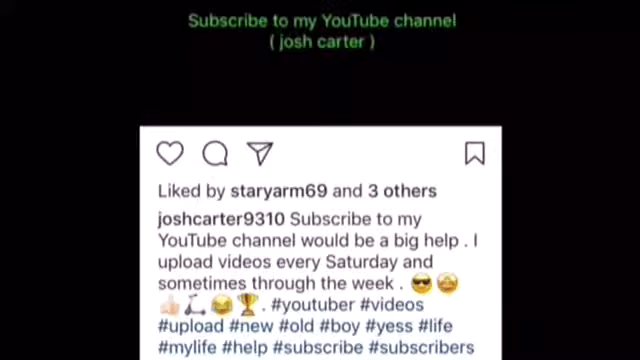 Subscribe to my YouTube channel
( josh carter )
Liked by staryarm69 and 3 others
joshcarter9310 Subscribe to my
YouTube channel would be a big help . I
upload videos every Saturday and
sometimes through the week . 😎🤩
👍🏻🛴😂🏆. #youtuber #videos
#upload #new #old #boy #yess #life
#mylife #help #subscribe #subscribers